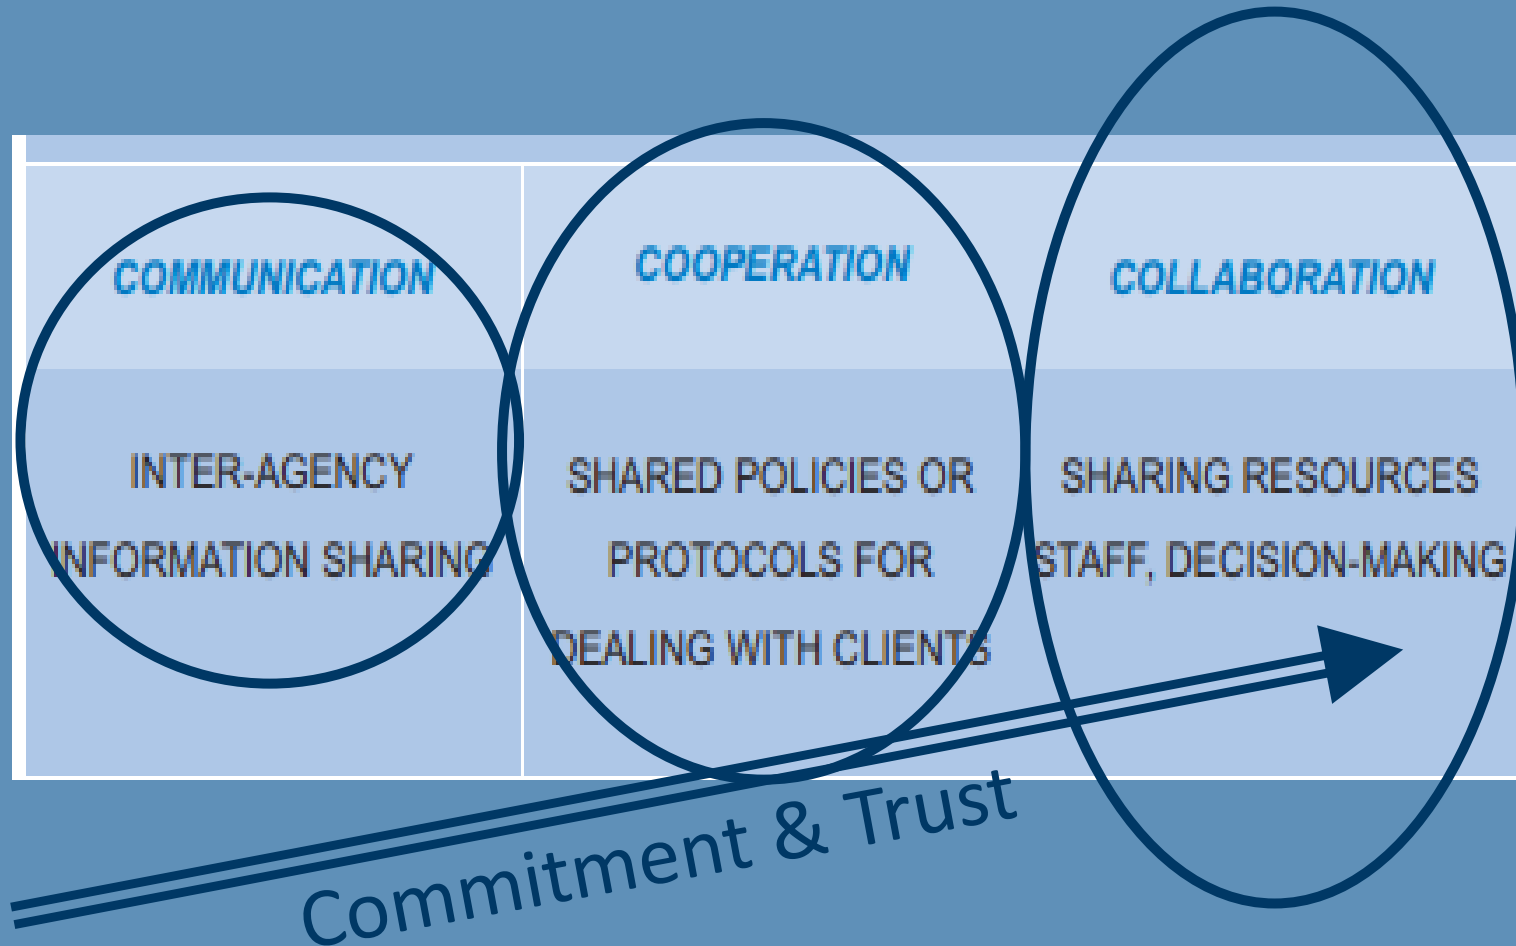 COMMUNICATION
INTER-AGENCY
INFORMATION SHARING
COOPERATION
SHARED POLICIES OR
PROTOCOLS FOR
DEALING WITH CLIENTS
COLLABORATION
SHARING RESOURCES
STAFF, DECISION-MAKING
Commitment & Trust